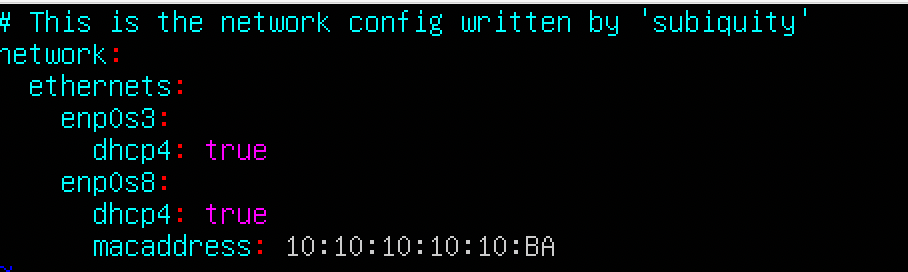 # This is the network config written by 'subiquity'
network:
  ethernets:
    enp0s3:
      dhcp4: true
    enp0s8:
      dhcp4: true
      macaddress: 10:10:10:10:10:BA
~